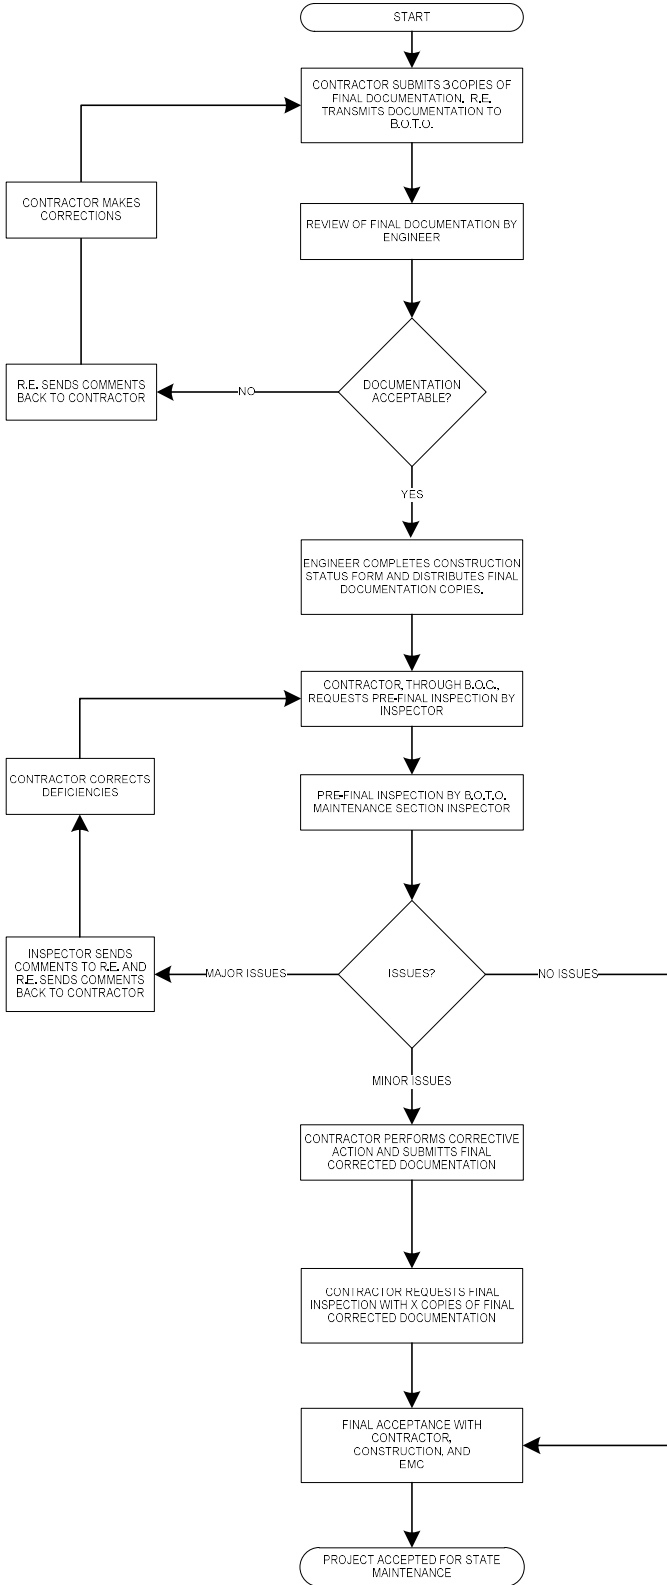 START
CONTRACTOR SUBMITS 3 COPIES OF
FINAL DOCUMENTATION. R.E.
TRANSMITS DOCUMENTATION TO
B.O.T.O.
CONTRACTOR MAKES
CORRECTIONS
REVIEW OF FINAL DOCUMENTATION BY
ENGINEER
R.E. SENDS COMMENTS
BACK TO CONTRACTOR
NO
DOCUMENTATION
ACCEPTABLE?
YES
ENGINEER COMPLETES CONSTRUCTION
STATUS FORM AND DISTRIBUTES FINAL
DOCUMENTATION COPIES.
CONTRACTOR, THROUGH B.O.C.,
REQUESTS PRE-FINAL INSPECTION BY
INSPECTOR
CONTRACTOR CORRECTS
DEFICIENCIES
PRE-FINAL INSPECTION BY B.O.T.O.
MAINTENANCE SECTION INSPECTOR
INSPECTOR SENDS
COMMENTS TO R.E. AND
R.E. SENDS COMMENTS
BACK TO CONTRACTOR
MAJOR ISSUES
ISSUES?
NO ISSUES
MINOR ISSUES
CONTRACTOR PERFORMS CORRECTIVE
ACTION AND SUBMITTS FINAL
CORRECTED DOCUMENTATION
CONTRACTOR REQUESTS FINAL
INSPECTION WITH X COPIES OF FINAL
CORRECTED DOCUMENTATION
FINAL ACCEPTANCE WITH
CONTRACTOR,
CONSTRUCTION, AND
EMC
PROJECT ACCEPTED FOR STATE
MAINTENANCE